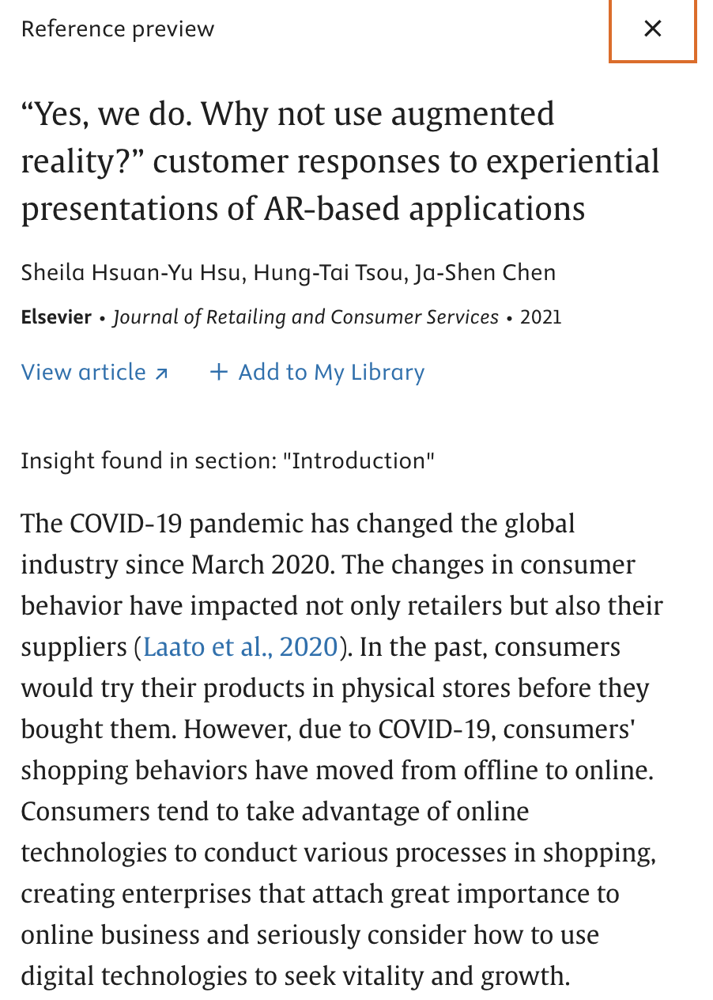 Reference preview
“Yes, we do. Why not use augmented
reality?” customer responses to experiential
presentations of AR-based applications
Sheila Hsuan-Yu Hsu, Hung-Tai Tsou, Ja-Shen Chen
Elsevier • Journal of Retailing and Consumer Services • 2021
View article ↗ + Add to My Library
Insight found in section: "Introduction"
The COVID-19 pandemic has changed the global
industry since March 2020. The changes in consumer
behavior have impacted not only retailers but also their
suppliers (Laato et al., 2020). In the past, consumers
would try their products in physical stores before they
bought them. However, due to COVID-19, consumers'
shopping behaviors have moved from offline to online.
Consumers tend to take advantage of online
technologies to conduct various processes in shopping,
creating enterprises that attach great importance to
online business and seriously consider how to use
digital technologies to seek vitality and growth.